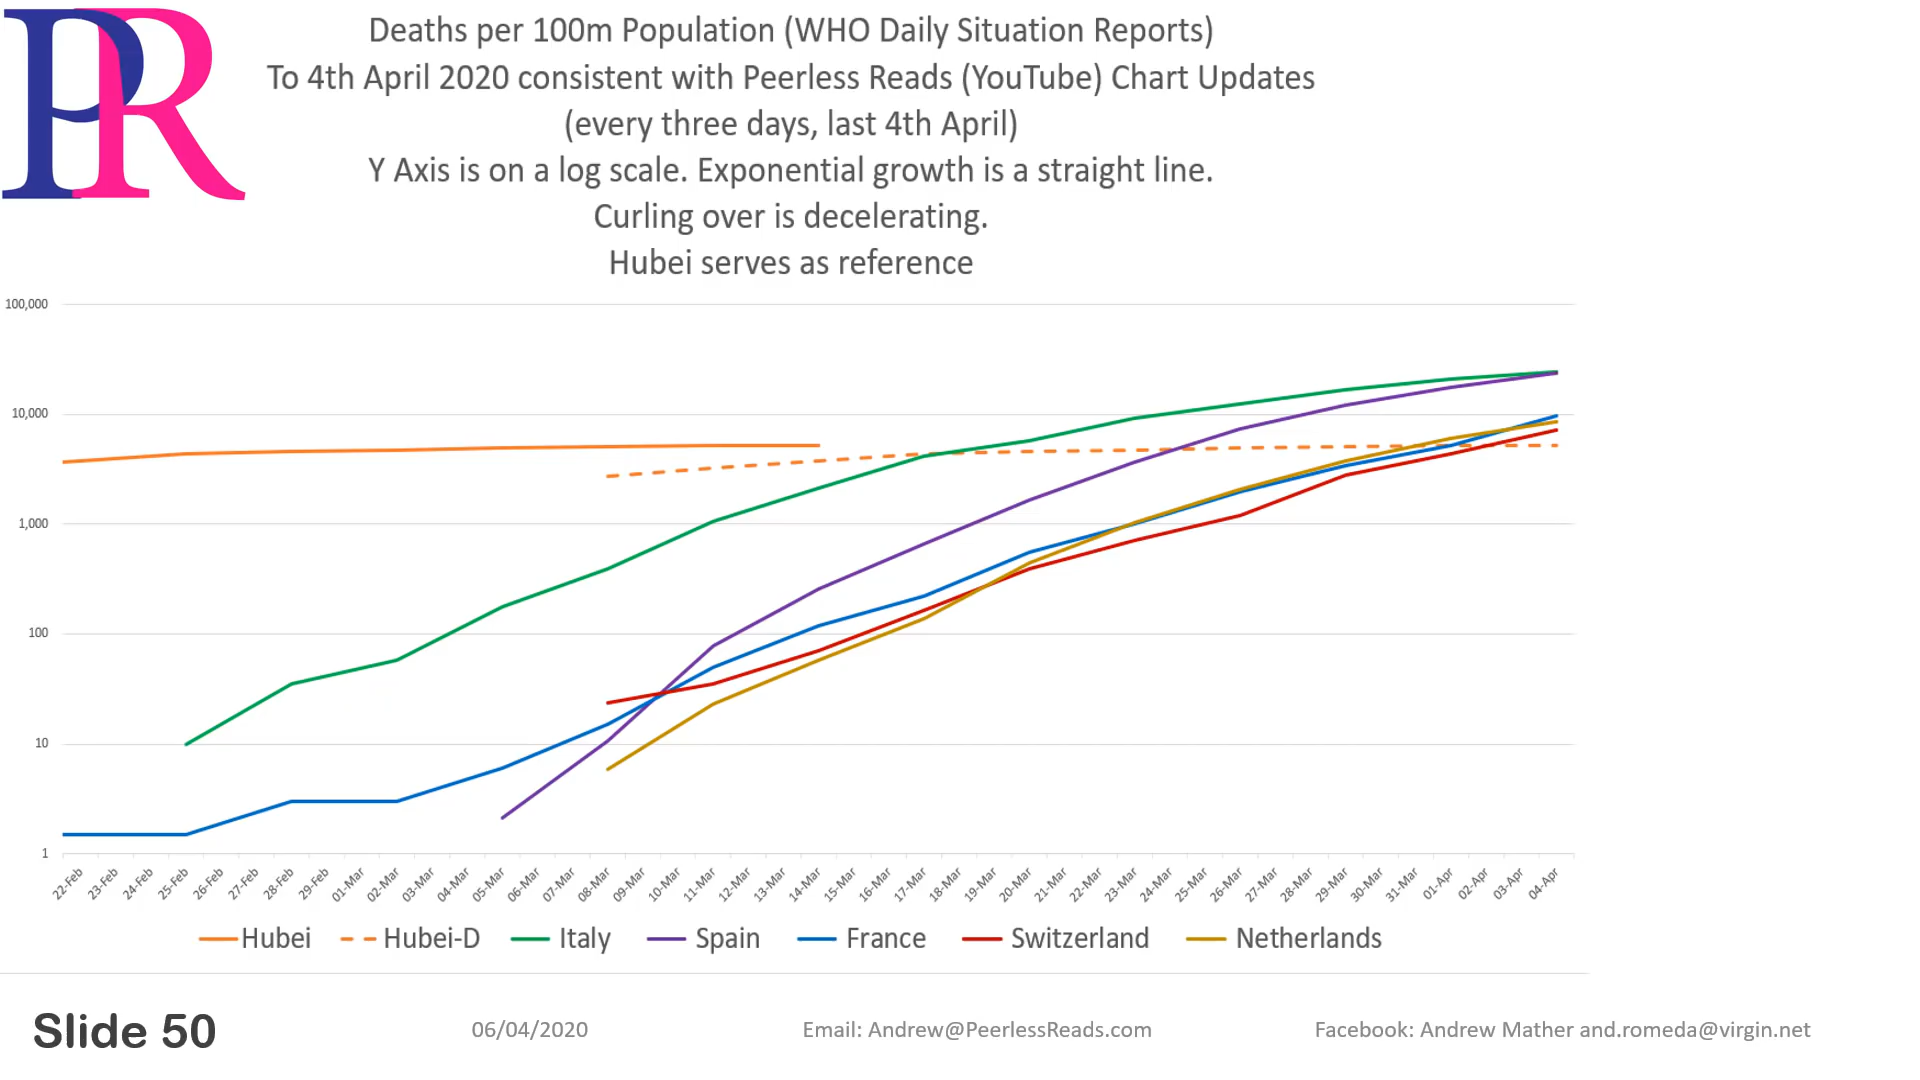 PR
Deaths per 100m Population (WHO Daily Situation Reports)
To 4th April 2020 consistent with Peerless Reads (YouTube) Chart Updates
(every three days, last 4th April)
Y Axis is on a log scale. Exponential growth is a straight line.
Curling over is decelerating.
Hubei serves as reference
100,000
10,000
1,000
100
10
1
22-Feb 23-Feb 24-Feb 25-Feb 26-Feb 27-Feb 28-Feb 29-Feb 01-Mar 02-Mar 03-Mar 04-Mar 05-Mar 06-Mar 07-Mar 08-Mar 09-Mar 10-Mar 11-Mar 12-Mar 13-Mar 14-Mar 15-Mar 16-Mar 17-Mar 18-Mar 19-Mar 20-Mar 21-Mar 22-Mar 23-Mar 24-Mar 25-Mar 26-Mar 27-Mar 28-Mar 29-Mar 30-Mar 31-Mar 01-Apr 02-Apr 03-Apr 04-Apr
Hubei Hubei-D Italy Spain France Switzerland Netherlands
Slide 50 06/04/2020 Email: Andrew@PeerlessReads.com Facebook: Andrew Mather and.romeda@virgin.net